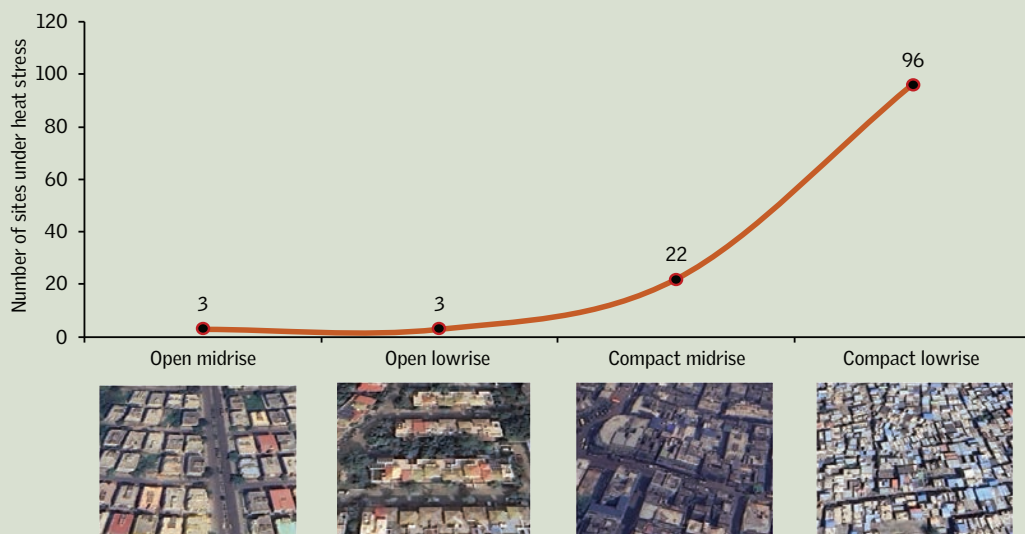 Number of sites under heat stress
120
100
80
60
40
20
0
3
3
22
96
Open midrise
Open lowrise
Compact midrise
Compact lowrise